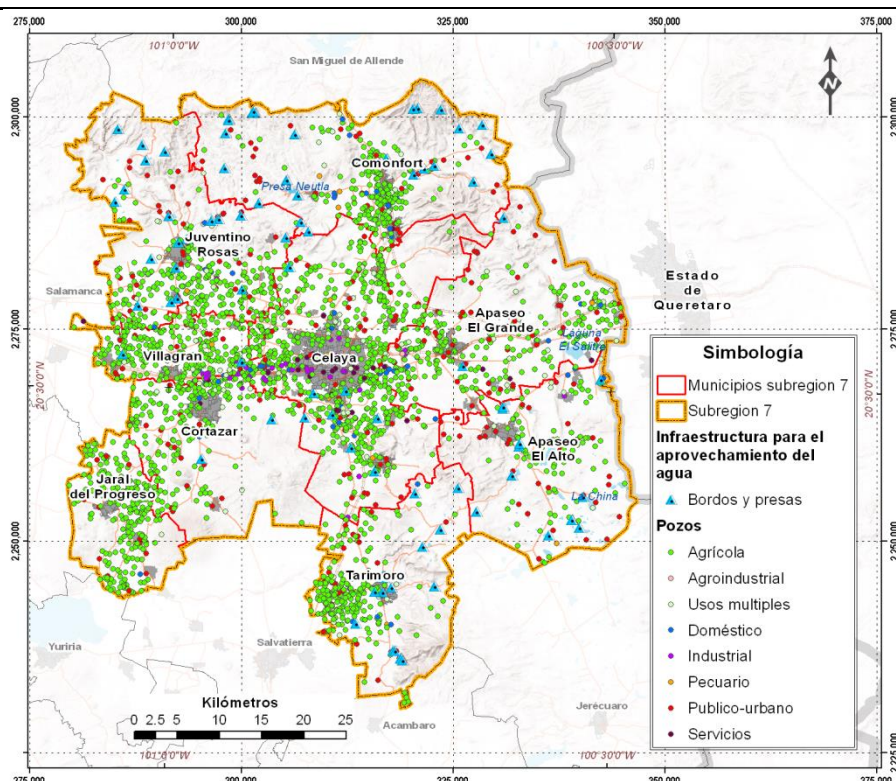 275,000
300,000
325,000
350,000
375,000
101°0'0"W
100°30'0"W
San Miguel de Allende
2,300,000
2,300,000
Comonfort
Presa Neutla
Juventino
Rosas
Salamanca
Estado
de
Queretaro
Apaseo
El Grande
2,275,000
2,275,000
Laguna
El Salitre
Villagran
Celaya
20°30'0"N
20°30'0"N
Cortazar
Apaseo
El Alto
Jaral
del Progreso
La China
2,250,000
2,250,000
Tarimoro
Yuriria
Salvatierra
Jerécuaro
Acambaro
Simbología
Municipios subregion 7
Subregion 7
Infraestructura para el
aprovechamiento del
agua
Bordos y presas
Pozos
Agrícola
Agroindustrial
Usos multiples
Doméstico
Industrial
Pecuario
Publico-urbano
Servicios
Kilómetros
0 2.5 5 10 15 20 25
101°0'0"W
100°30'0"W
275,000
300,000
325,000
350,000
375,000
N